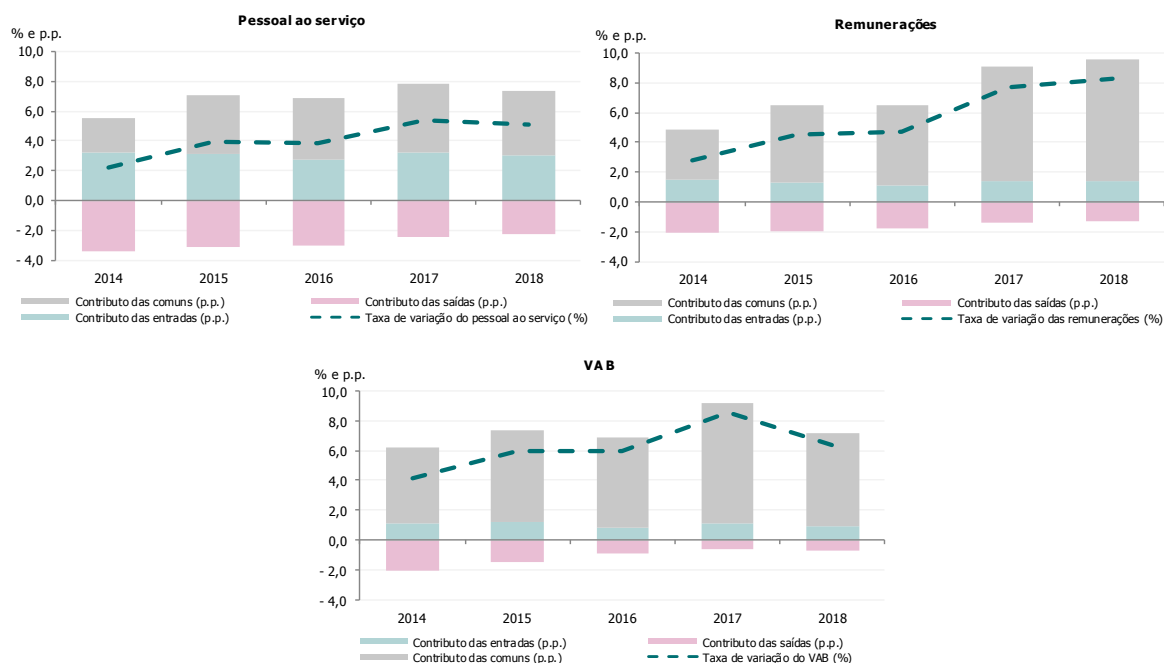 Pessoal ao serviço
% e p.p.
10,0
8,0
6,0
4,0
2,0
0,0
- 2,0
- 4,0
2014 2015 2016 2017 2018
Contributo das comuns (p.p.) Contributo das saídas (p.p.)
Contributo das entradas (p.p.) Taxa de variação do pessoal ao serviço (%)
Remunerações
% e p.p.
10,0
8,0
6,0
4,0
2,0
0,0
- 2,0
- 4,0
2014 2015 2016 2017 2018
Contributo das comuns (p.p.) Contributo das saídas (p.p.)
Contributo das entradas (p.p.) Taxa de variação das remunerações (%)
VAB
% e p.p.
10,0
8,0
6,0
4,0
2,0
0,0
- 2,0
- 4,0
2014 2015 2016 2017 2018
Contributo das entradas (p.p.) Contributo das saídas (p.p.)
Contributo das comuns (p.p.) Taxa de variação do VAB (%)